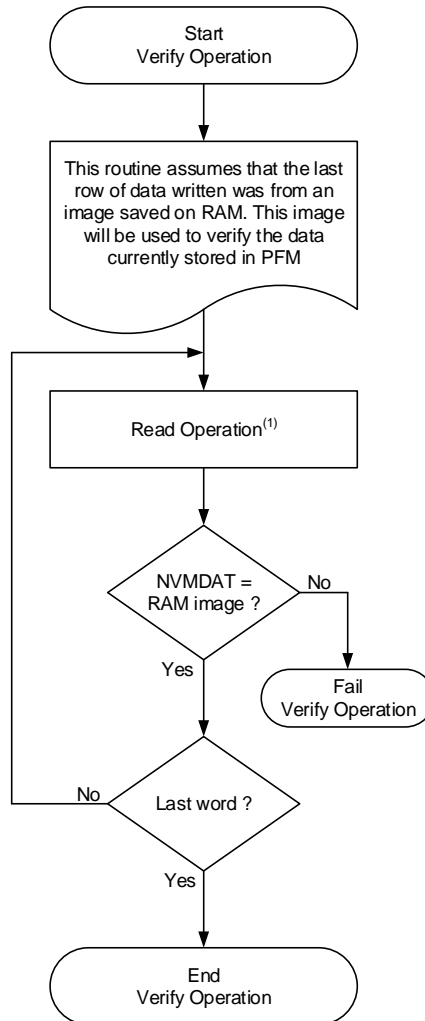 Start
Verify Operation
This routine assumes that the last
row of data written was from an
image saved on RAM. This image
will be used to verify the data
currently stored in PFM
Read Operation(1)
NVMDAT =
RAM image ?
No
Yes
Fail
Verify Operation
No
Last word ?
Yes
End
Verify Operation